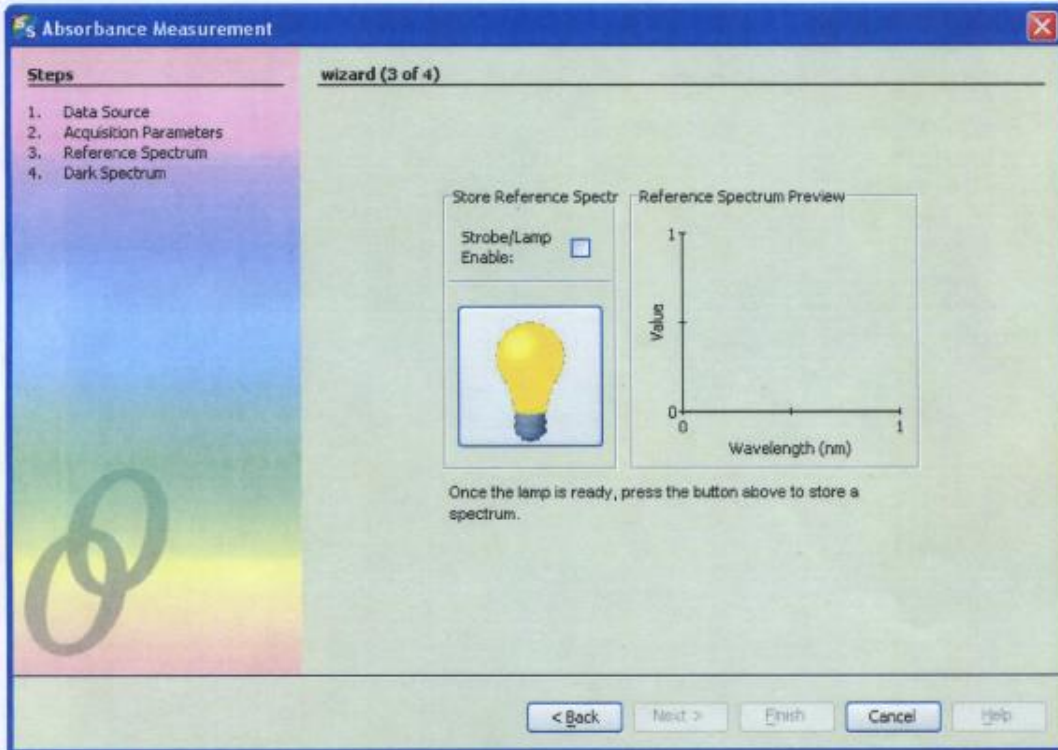 Absorbance Measurement
Steps
1. Data Source
2. Acquisition Parameters
3. Reference Spectrum
4. Dark Spectrum
wizard (3 of 4)
Store Reference Spectr
Strobe/Lamp
Enable:
Reference Spectrum Preview
1
Value
0
0
1
Wavelength (nm)
Once the lamp is ready, press the button above to store a
spectrum.
< Back
Next >
Finish
Cancel
Help